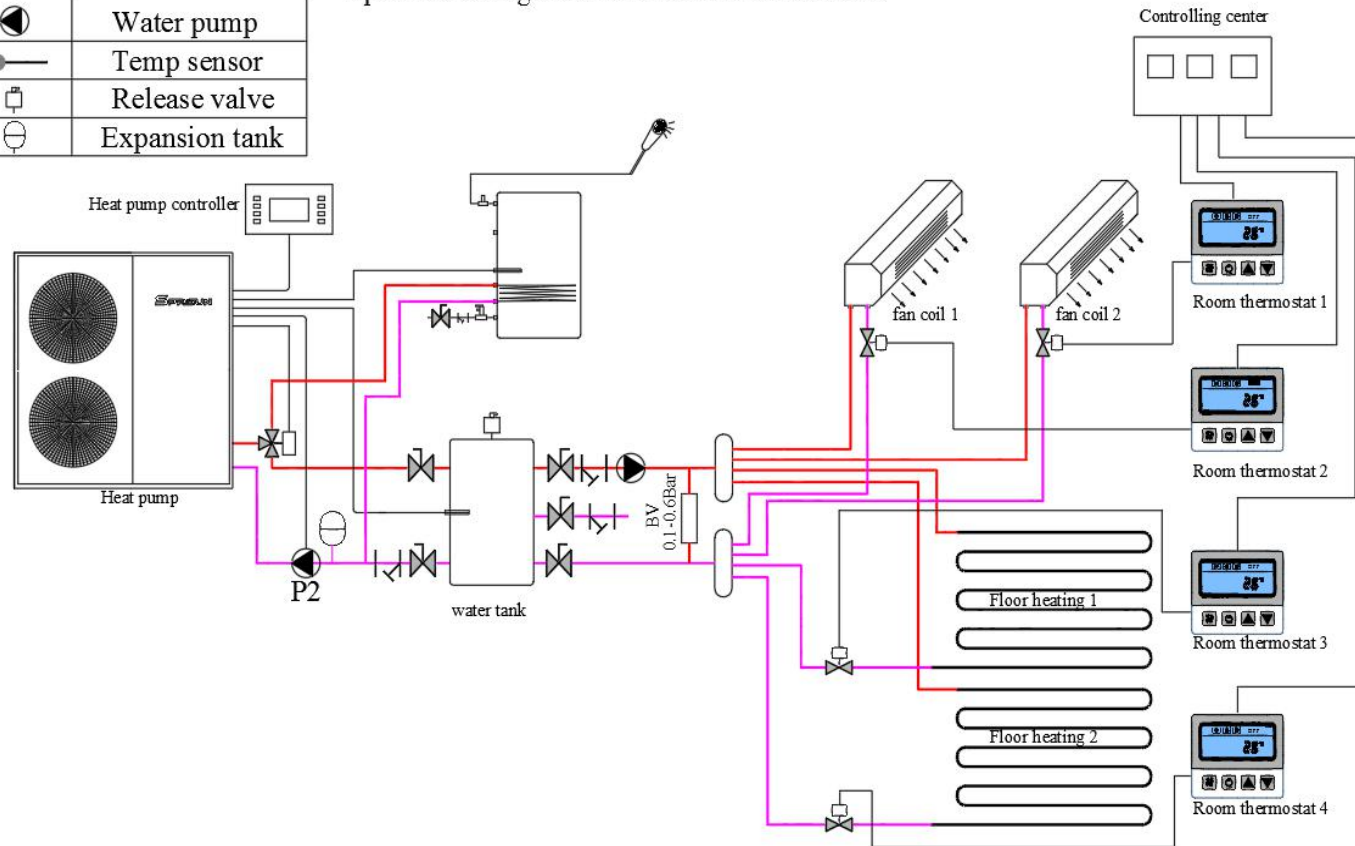 Controlling center
Water pump
Temp sensor
Release valve
Expansion tank
Heat pump controller
SPRSUN
Heat pump
P2
water tank
BV
0.1-0.6Bar
fan coil 1
fan coil 2
Floor heating 1
Floor heating 2
Room thermostat 1
Room thermostat 2
Room thermostat 3
Room thermostat 4